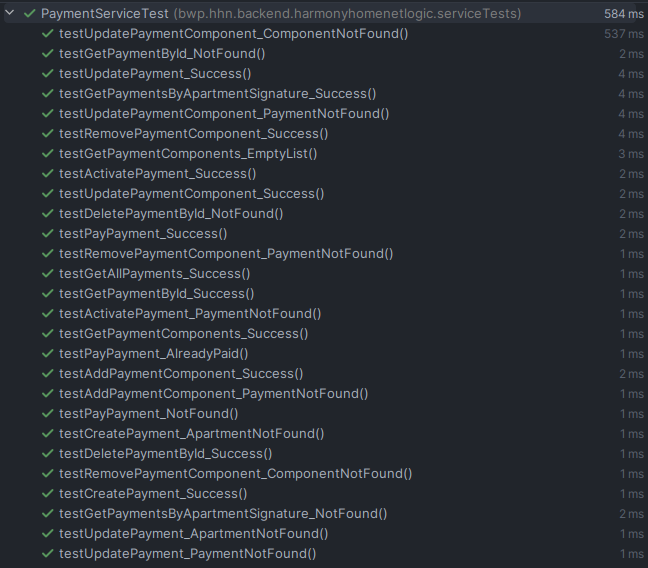 PaymentServiceTest (bwp.hhn.backend.harmonyhomenetlogic.serviceTests) 584 ms
testUpdatePaymentComponent_ComponentNotFound() 537 ms
testGetPaymentById_NotFound() 2 ms
testUpdatePayment_Success() 4 ms
testGetPaymentsByApartmentSignature_Success() 4 ms
testUpdatePaymentComponent_PaymentNotFound() 4 ms
testRemovePaymentComponent_Success() 4 ms
testGetPaymentComponents_EmptyList() 3 ms
testActivatePayment_Success() 2 ms
testUpdatePaymentComponent_Success() 2 ms
testDeletePaymentById_NotFound() 2 ms
testPayPayment_Success() 2 ms
testRemovePaymentComponent_PaymentNotFound() 1 ms
testGetAllPayments_Success() 1 ms
testGetPaymentById_Success() 1 ms
testActivatePayment_PaymentNotFound() 1 ms
testGetPaymentComponents_Success() 1 ms
testPayPayment_AlreadyPaid() 1 ms
testAddPaymentComponent_Success() 2 ms
testAddPaymentComponent_PaymentNotFound() 1 ms
testPayPayment_NotFound() 1 ms
testCreatePayment_ApartmentNotFound() 1 ms
testDeletePaymentById_Success() 1 ms
testRemovePaymentComponent_ComponentNotFound() 1 ms
testCreatePayment_Success() 1 ms
testGetPaymentsByApartmentSignature_NotFound() 2 ms
testUpdatePayment_ApartmentNotFound() 1 ms
testUpdatePayment_PaymentNotFound() 1 ms